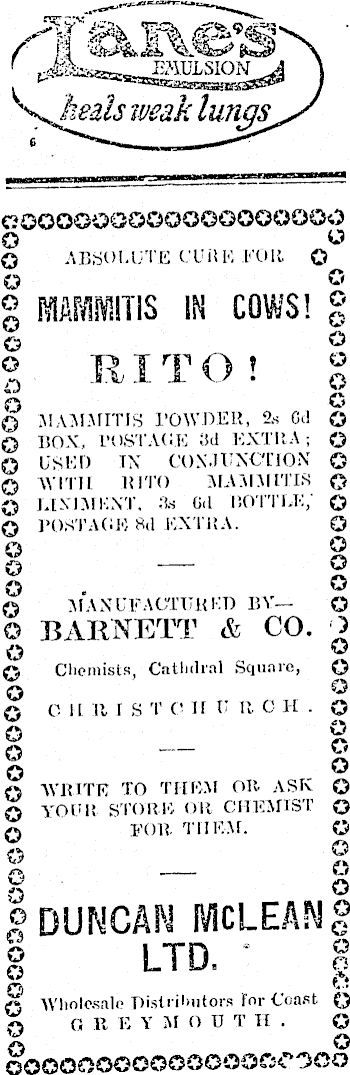 Lane's
EMULSION
heals weak lungs
6
ABSOLUTE CURE FOR
MAMMITIS IN COWS!
RITO!
MAMMITIS POWDER, 2s 6d
BOX, POSTAGE 3d EXTRA;
USED IN CONJUNCTION
WITH RITO MAMMITIS
LINIMENT, 3s 6d BOTTLE,
POSTAGE 8d EXTRA.
MANUFACTURED BY—
BARNETT & CO.
Chemists, Cathdral Square,
CHRISTCHURCH.
WRITE TO THEM OR ASK
YOUR STORE OR CHEMIST
FOR THEM.
DUNCAN McLEAN
LTD.
Wholesale Distributors for Coast
GREYMOUTH.